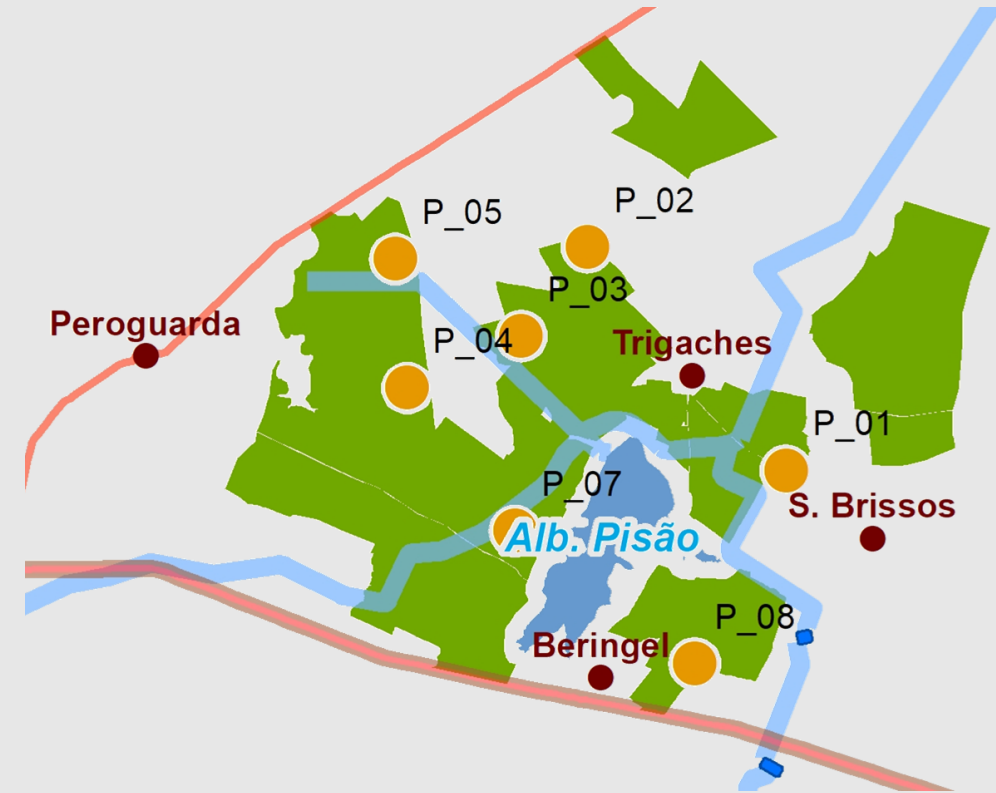 P_02
P_05
P_03
Peroguarda
P_04
Trigaches
P_01
P_07
S. Brissos
Alb. Pisão
P_08
Beringel